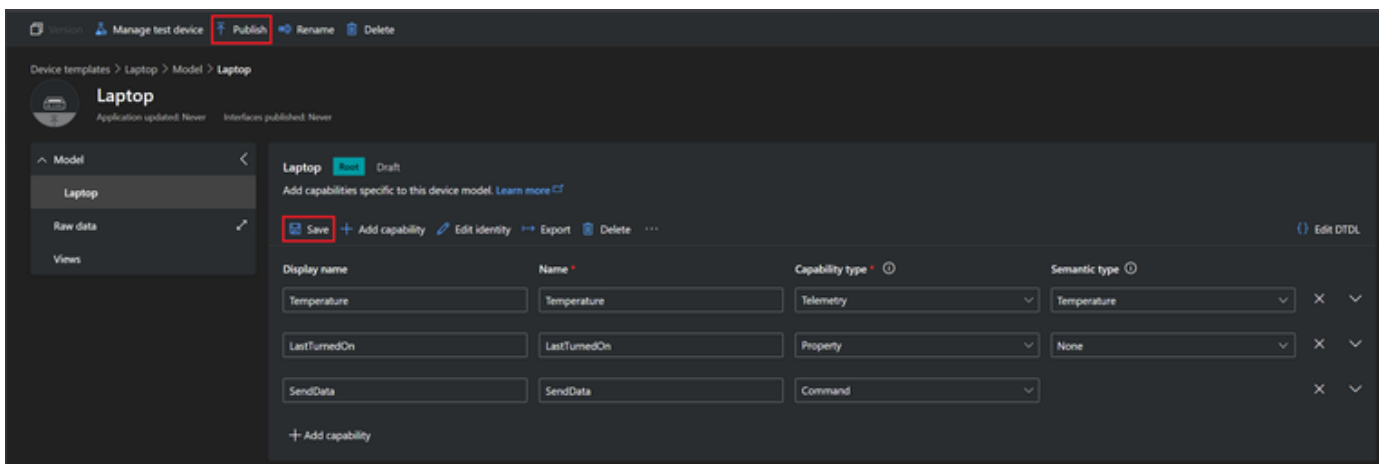 Version Manage test device Publish Rename Delete
Device templates > Laptop > Model > Laptop
Laptop
Application updated: Never Interfaces published: Never
Model
Laptop
Raw data
Views
Laptop Root Draft
Add capabilities specific to this device model. Learn more
Save + Add capability Edit identity Export Delete ... {} Edit DTDL
Display name Name * Capability type * Semantic type
Temperature Temperature Telemetry Temperature
LastTurnedOn LastTurnedOn Property None
SendData SendData Command
+ Add capability